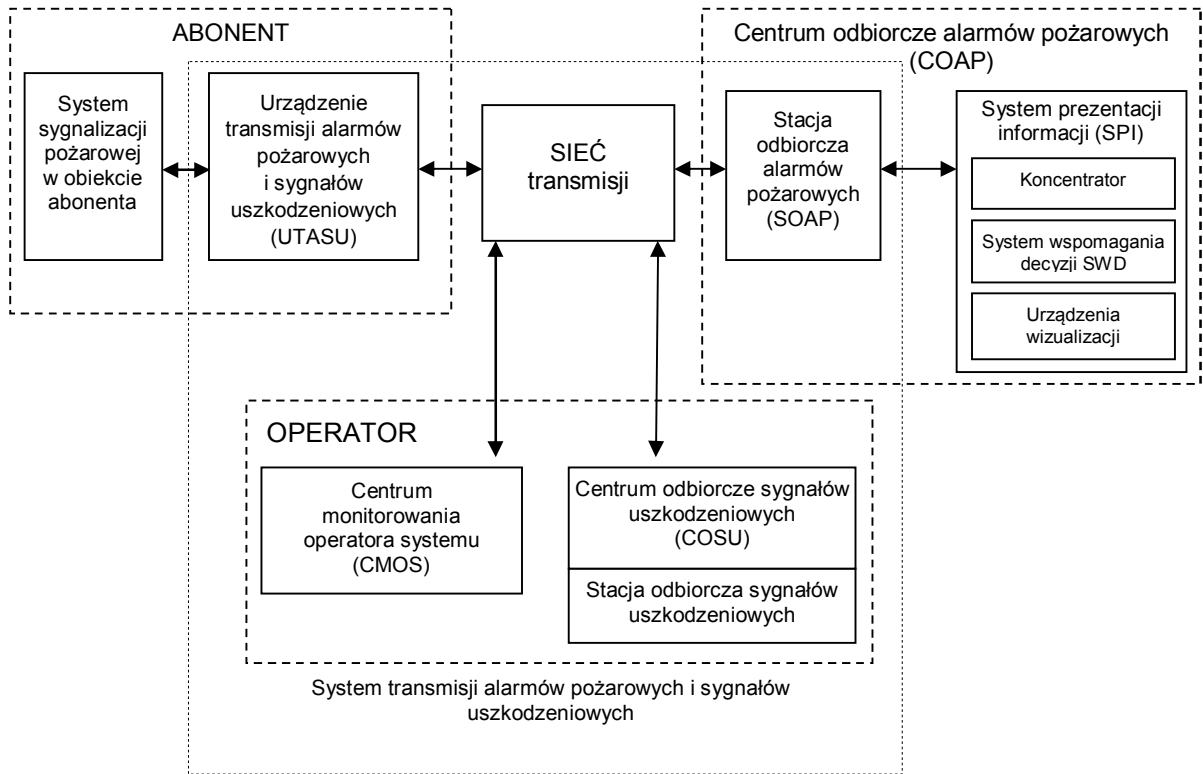 ABONENT
System
sygnalizacji
pożarowej
w obiekcie
abonenta
Urządzenie
transmisji alarmów
pożarowych
i sygnałów
uszkodzeniowych
(UTASU)
SIEĆ
transmisji
Centrum odbiorcze alarmów pożarowych
(COAP)
Stacja
odbiorcza
alarmów
pożarowych
(SOAP)
System prezentacji
informacji (SPI)
Koncentrator
System wspomagania
decyzji SWD
Urządzenia
wizualizacji
OPERATOR
Centrum
monitorowania
operatora systemu
(CMOS)
Centrum odbiorcze sygnałów
uszkodzeniowych
(COSU)
Stacja odbiorcza sygnałów
uszkodzeniowych
System transmisji alarmów pożarowych i sygnałów
uszkodzeniowych